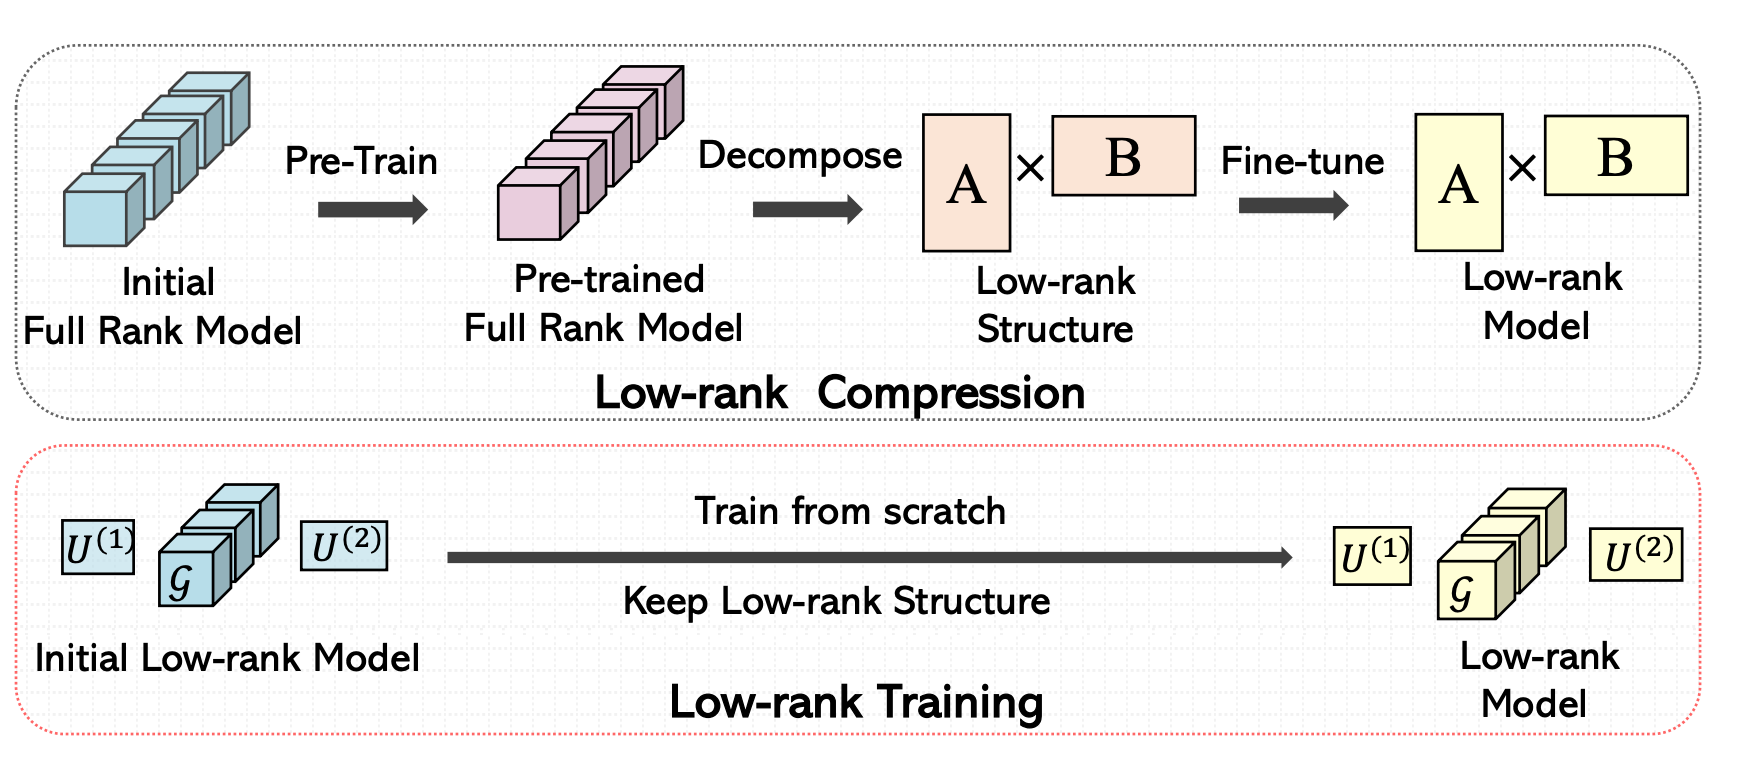 Pre-Train
Decompose
A × B
Fine-tune
A × B
Initial
Full Rank Model
Pre-trained
Full Rank Model
Low-rank
Structure
Low-rank
Model
Low-rank Compression
U⁽¹⁾
𝒢
U⁽²⁾
Train from scratch
Keep Low-rank Structure
U⁽¹⁾
𝒢
U⁽²⁾
Initial Low-rank Model
Low-rank
Model
Low-rank Training